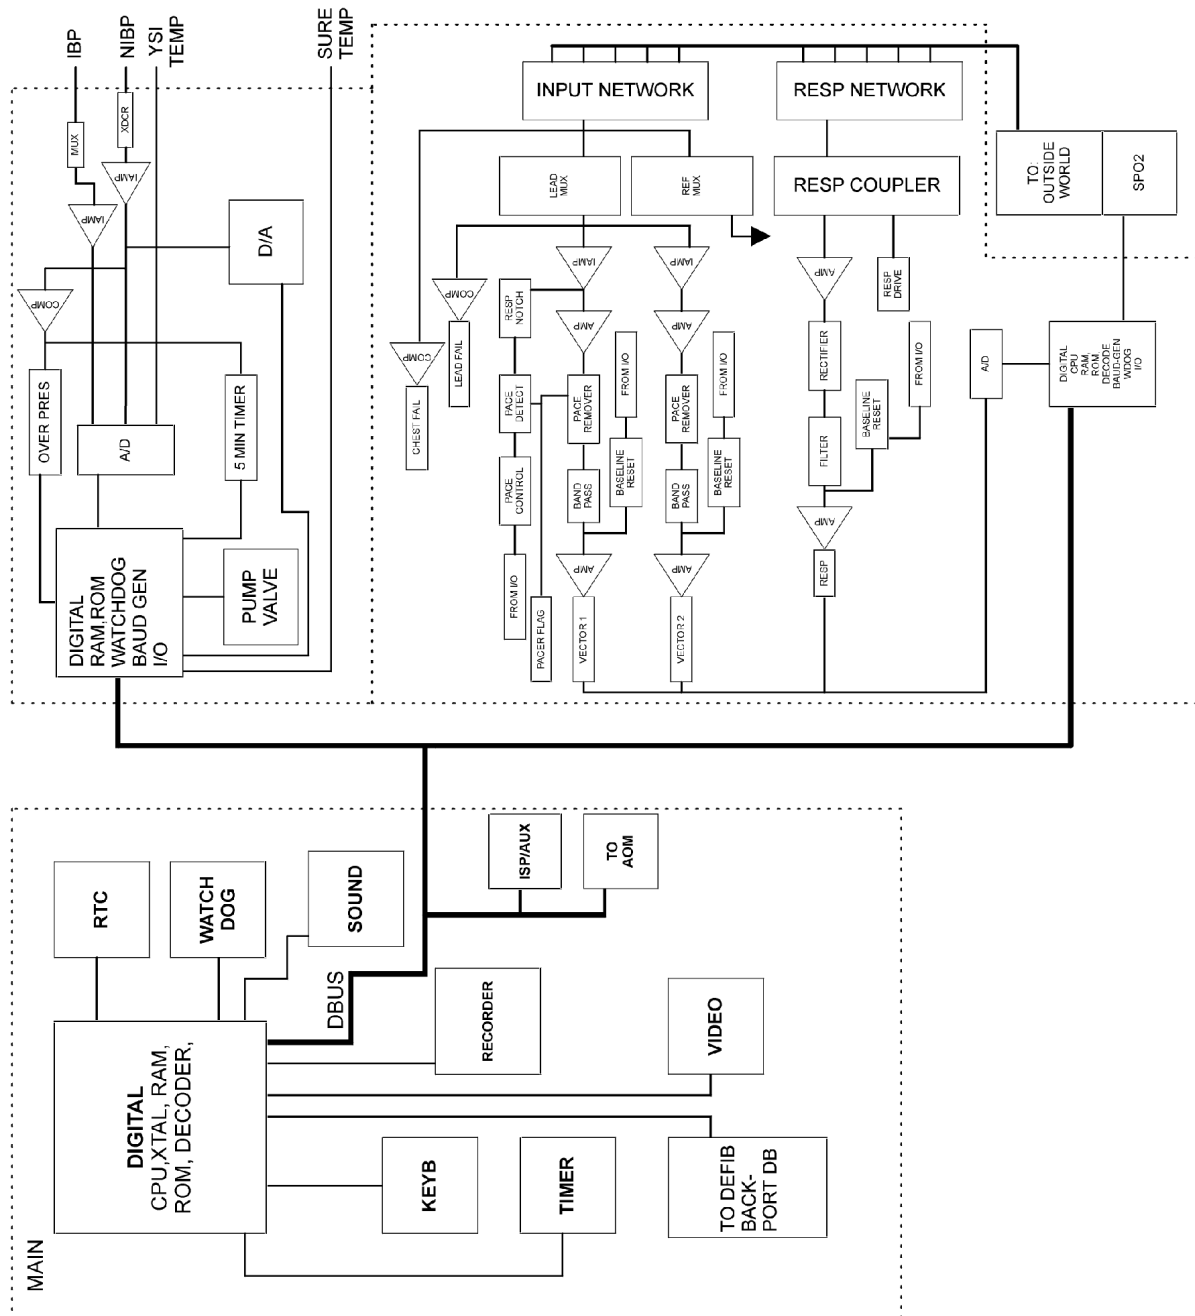 IBP
NIBP
YSI
TEMP
SURE
TEMP
MUX
XDCR
IAMP
IAMP
COMP
D/A
OVER PRES
A/D
5 MIN TIMER
DIGITAL
RAM,ROM
WATCHDOG
BAUD GEN
I/O
PUMP
VALVE
INPUT NETWORK
RESP NETWORK
TO:
OUTSIDE
WORLD
SPO2
LEAD
MUX
REF
MUX
RESP COUPLER
COMP
CHEST FAIL
COMP
LEAD FAIL
IAMP
IAMP
RESP
NOTCH
AMP
AMP
PACE
DETECT
PACE
REMOVER
FROM I/O
PACE
REMOVER
FROM I/O
PACE
CONTROL
BAND
PASS
BASELINE
RESET
BAND
PASS
BASELINE
RESET
FROM I/O
PACER FLAG
AMP
AMP
VECTOR 1
VECTOR 2
AMP
RESP
DRIVE
RECTIFIER
FROM I/O
BASELINE
RESET
FILTER
AMP
RESP
A/D
DIGITAL
CPU
RAM,
ROM,
DECODE
BAUD-GEN
WDOG
I/O
MAIN
RTC
WATCH
DOG
SOUND
ISP/AUX
TO
AOM
DBUS
DIGITAL
CPU,XTAL, RAM,
ROM, DECODER,
RECORDER
VIDEO
KEYB
TIMER
TO DEFIB
BACK-
PORT DB